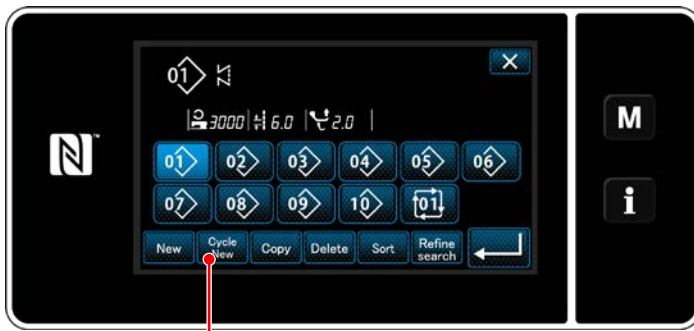 01
3000 6.0 2.0
01 02 03 04 05 06
07 08 09 10 01
New Cycle New Copy Delete Sort Refine search
N
M
i